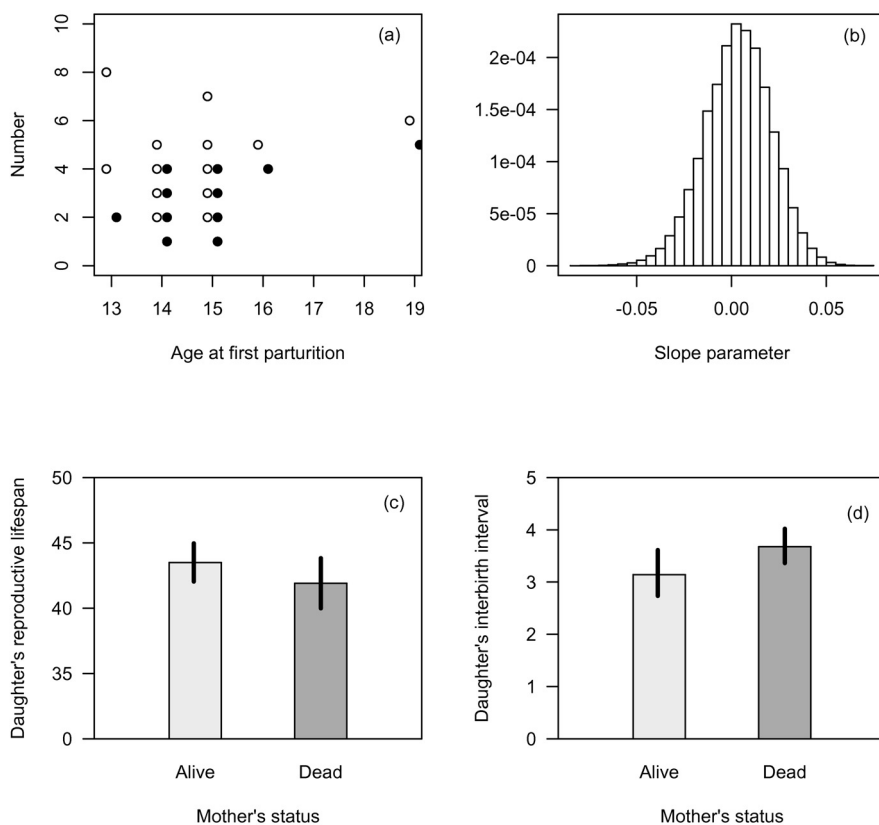 (a)
Number
10
8
6
4
2
0
13 14 15 16 17 18 19
Age at first parturition
(b)
2e-04
1.5e-04
1e-04
5e-05
0
-0.05 0.00 0.05
Slope parameter
(c)
Daughter's reproductive lifespan
50
45
40
35
0
Alive Dead
Mother's status
(d)
Daughter's interbirth interval
5
4
3
2
1
0
Alive Dead
Mother's status